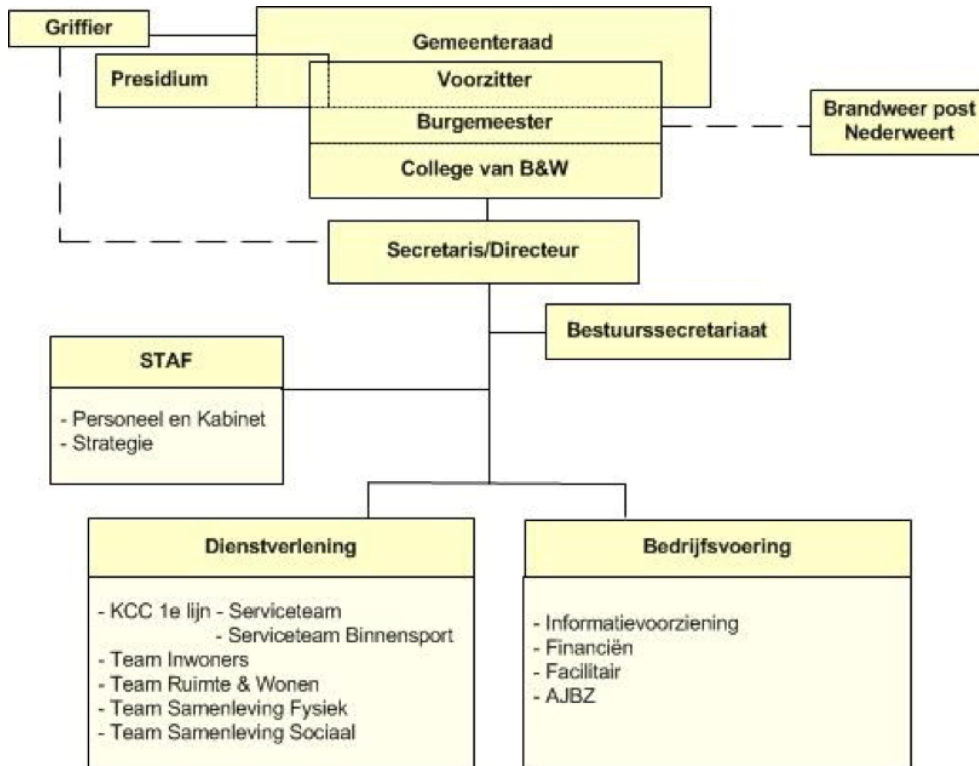 Griffier
Gemeenteraad
Presidium
Voorzitter
Burgemeester
Brandweer post
Nederweert
College van B&W
Secretaris/Directeur
Bestuurssecretariaat
STAF
- Personeel en Kabinet
- Strategie
Dienstverlening
- KCC 1e lijn - Serviceteam
- Serviceteam Binnensport
- Team Inwoners
- Team Ruimte & Wonen
- Team Samenleving Fysiek
- Team Samenleving Sociaal
Bedrijfsvoering
- Informatievoorziening
- Financiën
- Facilitair
- AJBZ